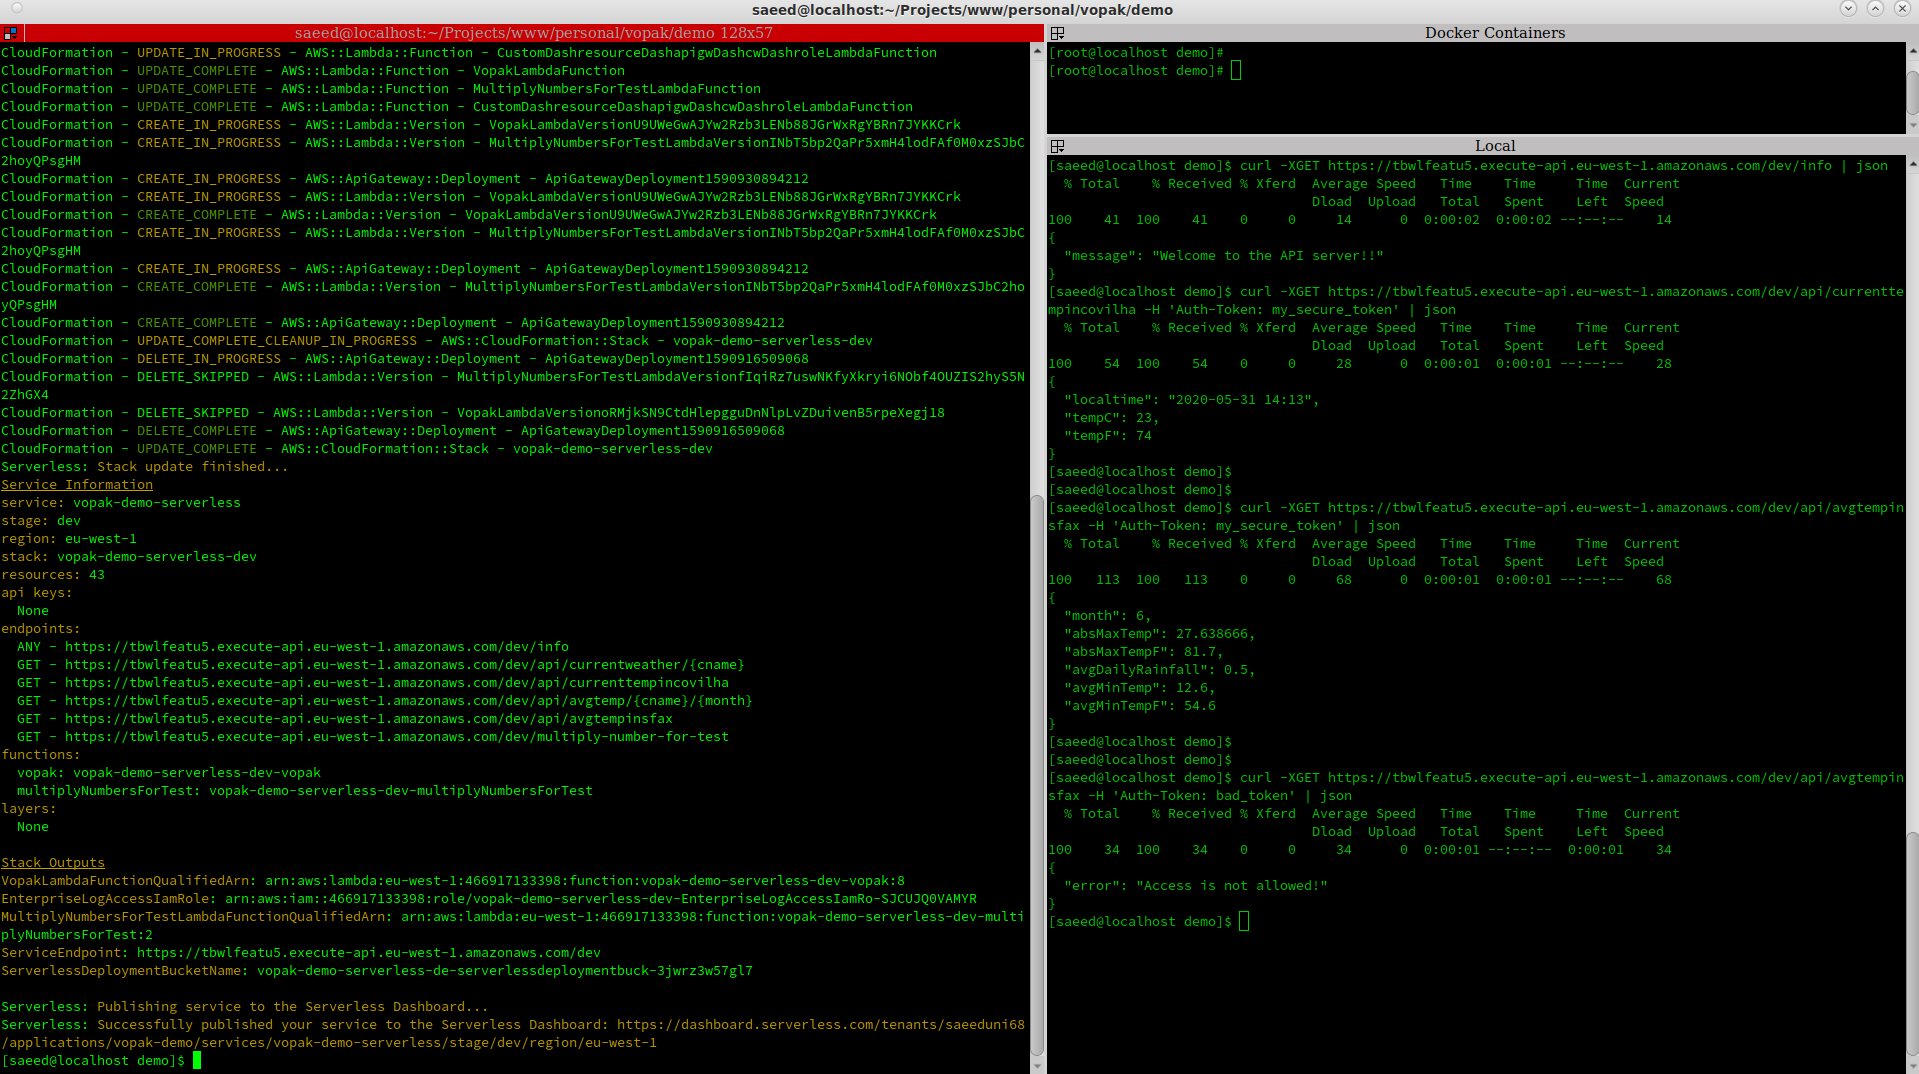 saeed@localhost:~/Projects/www/personal/vopak/demo
saeed@localhost:~/Projects/www/personal/vopak/demo 128x57
CloudFormation - UPDATE_IN_PROGRESS - AWS::Lambda::Function - CustomDashresourceDashapigwDashcwDashroleLambdaFunction
CloudFormation - UPDATE_COMPLETE - AWS::Lambda::Function - VopakLambdaFunction
CloudFormation - UPDATE_COMPLETE - AWS::Lambda::Function - MultiplyNumbersForTestLambdaFunction
CloudFormation - UPDATE_COMPLETE - AWS::Lambda::Function - CustomDashresourceDashapigwDashcwDashroleLambdaFunction
CloudFormation - CREATE_IN_PROGRESS - AWS::Lambda::Version - VopakLambdaVersionU9UWeGwAJYw2Rzb3LENb88JGrWxRgYBRn7JYKKCrk
CloudFormation - CREATE_IN_PROGRESS - AWS::Lambda::Version - MultiplyNumbersForTestLambdaVersionINbT5bp2QaPr5xmH4lodFAf0M0xzSJbC
2hoyQPsgHM
CloudFormation - CREATE_IN_PROGRESS - AWS::ApiGateway::Deployment - ApiGatewayDeployment1590930894212
CloudFormation - CREATE_IN_PROGRESS - AWS::Lambda::Version - VopakLambdaVersionU9UWeGwAJYw2Rzb3LENb88JGrWxRgYBRn7JYKKCrk
CloudFormation - CREATE_COMPLETE - AWS::Lambda::Version - VopakLambdaVersionU9UWeGwAJYw2Rzb3LENb88JGrWxRgYBRn7JYKKCrk
CloudFormation - CREATE_IN_PROGRESS - AWS::Lambda::Version - MultiplyNumbersForTestLambdaVersionINbT5bp2QaPr5xmH4lodFAf0M0xzSJbC
2hoyQPsgHM
CloudFormation - CREATE_IN_PROGRESS - AWS::ApiGateway::Deployment - ApiGatewayDeployment1590930894212
CloudFormation - CREATE_COMPLETE - AWS::Lambda::Version - MultiplyNumbersForTestLambdaVersionINbT5bp2QaPr5xmH4lodFAf0M0xzSJbC2ho
yQPsgHM
CloudFormation - CREATE_COMPLETE - AWS::ApiGateway::Deployment - ApiGatewayDeployment1590930894212
CloudFormation - UPDATE_COMPLETE_CLEANUP_IN_PROGRESS - AWS::CloudFormation::Stack - vopak-demo-serverless-dev
CloudFormation - DELETE_IN_PROGRESS - AWS::ApiGateway::Deployment - ApiGatewayDeployment1590916509068
CloudFormation - DELETE_SKIPPED - AWS::Lambda::Version - MultiplyNumbersForTestLambdaVersionfIqiRz7uswNKfyXkryi6NObf4OUZIS2hyS5N
2ZhGX4
CloudFormation - DELETE_SKIPPED - AWS::Lambda::Version - VopakLambdaVersionoRMjkSN9CtdHlepgguDnNlpLvZDuivenB5rpeXegj18
CloudFormation - DELETE_COMPLETE - AWS::ApiGateway::Deployment - ApiGatewayDeployment1590916509068
CloudFormation - UPDATE_COMPLETE - AWS::CloudFormation::Stack - vopak-demo-serverless-dev
Serverless: Stack update finished...
Service Information
service: vopak-demo-serverless
stage: dev
region: eu-west-1
stack: vopak-demo-serverless-dev
resources: 43
api keys:
  None
endpoints:
  ANY - https://tbwlfeatu5.execute-api.eu-west-1.amazonaws.com/dev/info
  GET - https://tbwlfeatu5.execute-api.eu-west-1.amazonaws.com/dev/api/currentweather/{cname}
  GET - https://tbwlfeatu5.execute-api.eu-west-1.amazonaws.com/dev/api/currenttempincovilha
  GET - https://tbwlfeatu5.execute-api.eu-west-1.amazonaws.com/dev/api/avgtemp/{cname}/{month}
  GET - https://tbwlfeatu5.execute-api.eu-west-1.amazonaws.com/dev/api/avgtempinsfax
  GET - https://tbwlfeatu5.execute-api.eu-west-1.amazonaws.com/dev/multiply-number-for-test
functions:
  vopak: vopak-demo-serverless-dev-vopak
  multiplyNumbersForTest: vopak-demo-serverless-dev-multiplyNumbersForTest
layers:
  None
Stack Outputs
VopakLambdaFunctionQualifiedArn: arn:aws:lambda:eu-west-1:466917133398:function:vopak-demo-serverless-dev-vopak:8
EnterpriseLogAccessIamRole: arn:aws:iam::466917133398:role/vopak-demo-serverless-dev-EnterpriseLogAccessIamRo-SJCUJQ0VAMYR
MultiplyNumbersForTestLambdaFunctionQualifiedArn: arn:aws:lambda:eu-west-1:466917133398:function:vopak-demo-serverless-dev-multi
plyNumbersForTest:2
ServiceEndpoint: https://tbwlfeatu5.execute-api.eu-west-1.amazonaws.com/dev
ServerlessDeploymentBucketName: vopak-demo-serverless-de-serverlessdeploymentbuck-3jwrz3w57gl7
Serverless: Publishing service to the Serverless Dashboard...
Serverless: Successfully published your service to the Serverless Dashboard: https://dashboard.serverless.com/tenants/saeeduni68
/applications/vopak-demo/services/vopak-demo-serverless/stage/dev/region/eu-west-1
[saeed@localhost demo]$
Docker Containers
[root@localhost demo]#
[root@localhost demo]#
Local
[saeed@localhost demo]$ curl -XGET https://tbwlfeatu5.execute-api.eu-west-1.amazonaws.com/dev/info | json
  % Total    % Received % Xferd  Average Speed   Time    Time     Time  Current
                                 Dload  Upload   Total   Spent    Left  Speed
100    41  100    41    0     0     14      0  0:00:02  0:00:02 --:--:--    14
{
  "message": "Welcome to the API server!!"
}
[saeed@localhost demo]$ curl -XGET https://tbwlfeatu5.execute-api.eu-west-1.amazonaws.com/dev/api/currentte
mpincovilha -H 'Auth-Token: my_secure_token' | json
  % Total    % Received % Xferd  Average Speed   Time    Time     Time  Current
                                 Dload  Upload   Total   Spent    Left  Speed
100    54  100    54    0     0     28      0  0:00:01  0:00:01 --:--:--    28
{
  "localtime": "2020-05-31 14:13",
  "tempC": 23,
  "tempF": 74
}
[saeed@localhost demo]$
[saeed@localhost demo]$
[saeed@localhost demo]$ curl -XGET https://tbwlfeatu5.execute-api.eu-west-1.amazonaws.com/dev/api/avgtempin
sfax -H 'Auth-Token: my_secure_token' | json
  % Total    % Received % Xferd  Average Speed   Time    Time     Time  Current
                                 Dload  Upload   Total   Spent    Left  Speed
100   113  100   113    0     0     68      0  0:00:01  0:00:01 --:--:--    68
{
  "month": 6,
  "absMaxTemp": 27.638666,
  "absMaxTempF": 81.7,
  "avgDailyRainfall": 0.5,
  "avgMinTemp": 12.6,
  "avgMinTempF": 54.6
}
[saeed@localhost demo]$
[saeed@localhost demo]$
[saeed@localhost demo]$ curl -XGET https://tbwlfeatu5.execute-api.eu-west-1.amazonaws.com/dev/api/avgtempin
sfax -H 'Auth-Token: bad_token' | json
  % Total    % Received % Xferd  Average Speed   Time    Time     Time  Current
                                 Dload  Upload   Total   Spent    Left  Speed
100    34  100    34    0     0     34      0  0:00:01 --:--:--  0:00:01    34
{
  "error": "Access is not allowed!"
}
[saeed@localhost demo]$